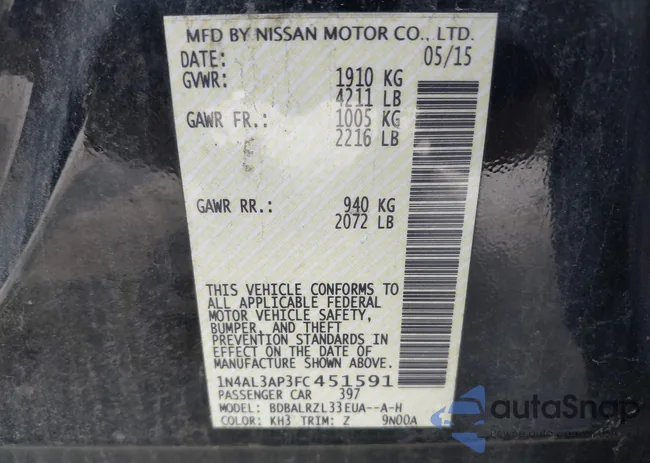 MFD BY NISSAN MOTOR CO., LTD.
DATE: 05/15
GVWR: 1910 KG
4211 LB
GAWR FR.: 1005 KG
2216 LB
GAWR RR.: 940 KG
2072 LB
THIS VEHICLE CONFORMS TO
ALL APPLICABLE FEDERAL
MOTOR VEHICLE SAFETY,
BUMPER, AND THEFT
PREVENTION STANDARDS IN
EFFECT ON THE DATE OF
MANUFACTURE SHOWN ABOVE.
1N4AL3AP3FC451591
PASSENGER CAR 397
MODEL: BDBALRZL33EUA--A-H
COLOR: KH3 TRIM: Z 9N00A
autoSnap